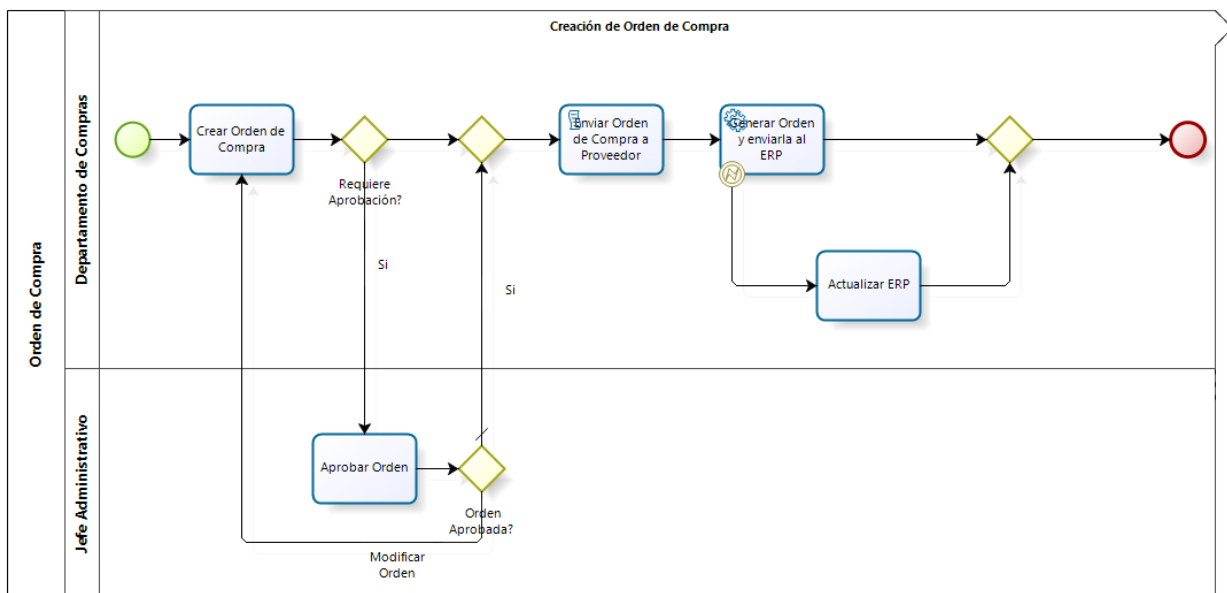 Creación de Orden de Compra
Orden de Compra
Departamento de Compras
Crear Orden de
Compra
Requiere
Aprobación?
Enviar Orden
de Compra a
Proveedor
Generar Orden
y enviarla al
ERP
Si
Si
Actualizar ERP
Jefe Administrativo
Aprobar Orden
Orden
Aprobada?
Modificar
Orden